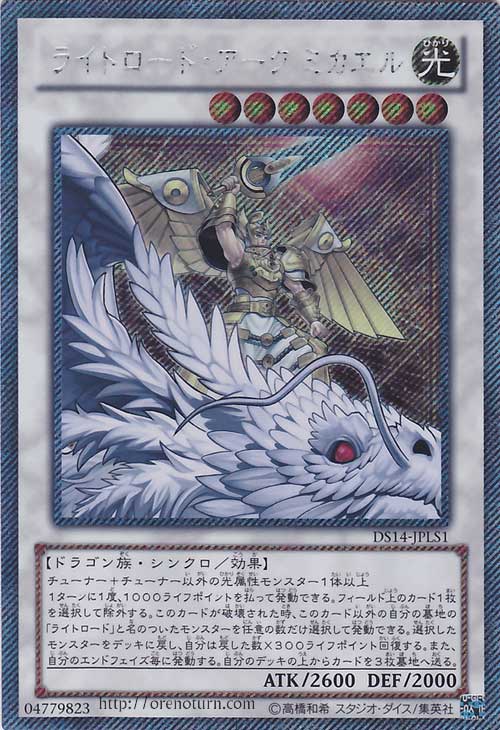 ライトロード・アーク ミカエル
ひかり
光
DS14-JPLS1
【ドラゴン族・シンクロ/効果】
チューナー+チューナー以外の光属性モンスター1体以上
1ターンに1度、1000ライフポイントを払って発動できる。フィールド上のカード1枚
を選択して除外する。このカードが破壊された時、このカード以外の自分の墓地の
「ライトロード」と名のついたモンスターを任意の数だけ選択して発動できる。選択した
モンスターをデッキに戻し、自分は戻した数×300ライフポイント回復する。また、
自分のエンドフェイズ毎に発動する。自分のデッキの上からカードを3枚墓地へ送る。
ATK/2600 DEF/2000
04779823
http://orenoturn.com/
©高橋和希 スタジオ・ダイス/集英社